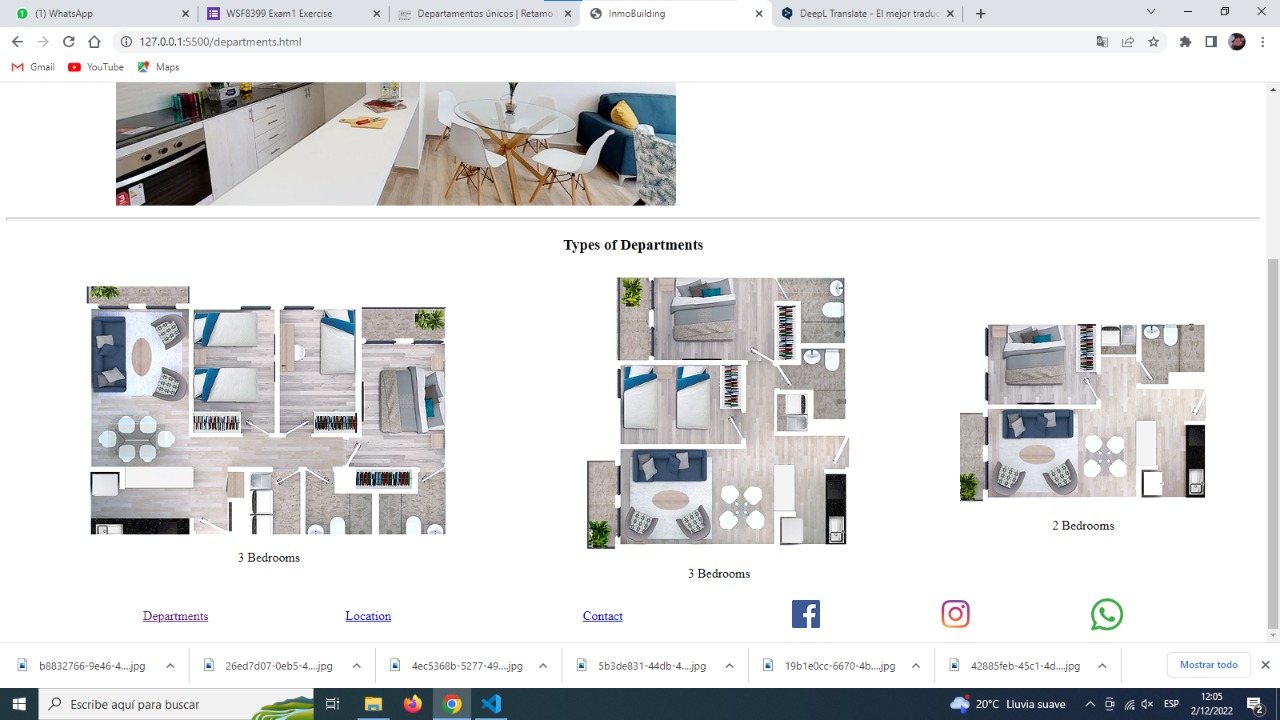 (1) WhatsApp
WSF8399 Exam1 Exercise
Departamentos únicos | Retamo
InmoBuilding
DeepL Translate - El mejor traduc
127.0.0.1:5500/departments.html
Gmail
YouTube
Maps
Types of Departments
3 Bedrooms
3 Bedrooms
2 Bedrooms
Departments
Location
Contact
b8832766-9e46-4....jpg
26ed7d07-0eb5-4....jpg
4ec5368b-5277-49....jpg
5b3de831-44db-4....jpg
19b1e0cc-6670-4b....jpg
42885feb-45c1-4d....jpg
Mostrar todo
Escribe aquí para buscar
20°C Lluvia suave
ESP
12:05
2/12/2022
2